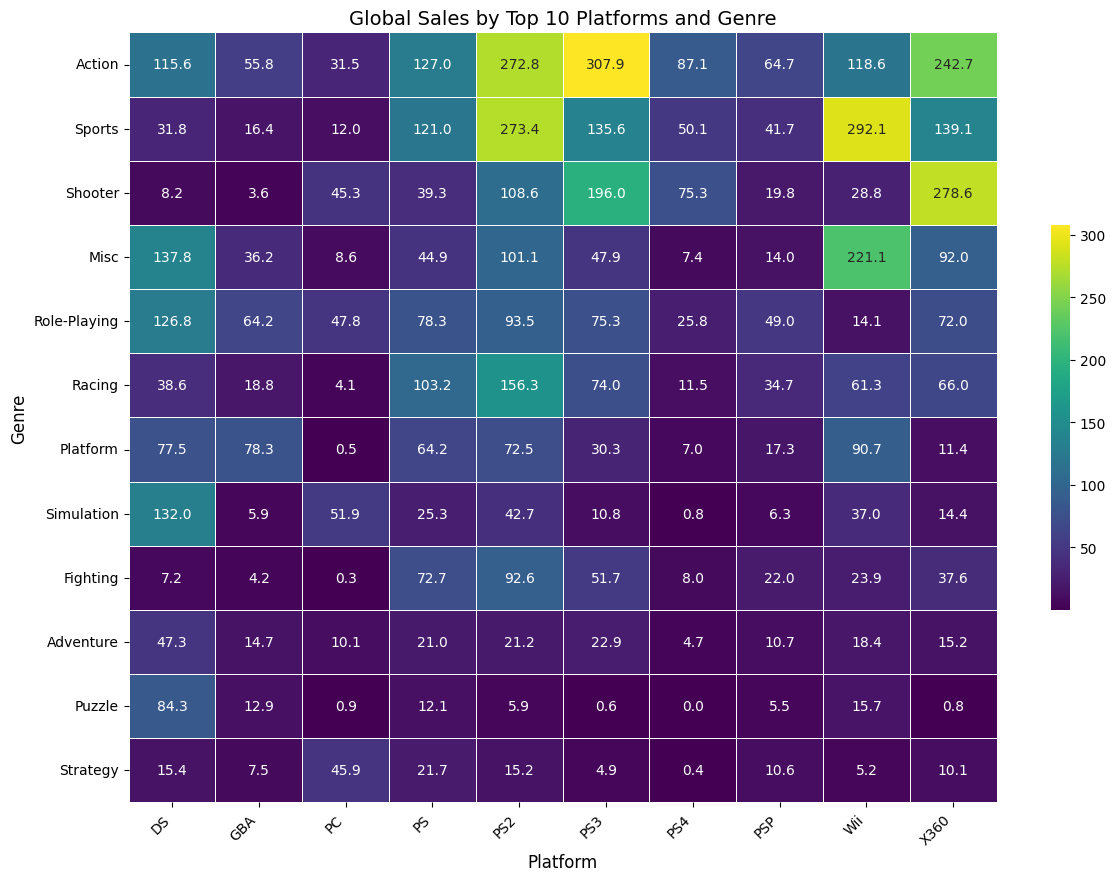 Global Sales by Top 10 Platforms and Genre
Action 115.6 55.8 31.5 127.0 272.8 307.9 87.1 64.7 118.6 242.7
Sports 31.8 16.4 12.0 121.0 273.4 135.6 50.1 41.7 292.1 139.1
Shooter 8.2 3.6 45.3 39.3 108.6 196.0 75.3 19.8 28.8 278.6
Misc 137.8 36.2 8.6 44.9 101.1 47.9 7.4 14.0 221.1 92.0
Role-Playing 126.8 64.2 47.8 78.3 93.5 75.3 25.8 49.0 14.1 72.0
Racing 38.6 18.8 4.1 103.2 156.3 74.0 11.5 34.7 61.3 66.0
Platform 77.5 78.3 0.5 64.2 72.5 30.3 7.0 17.3 90.7 11.4
Simulation 132.0 5.9 51.9 25.3 42.7 10.8 0.8 6.3 37.0 14.4
Fighting 7.2 4.2 0.3 72.7 92.6 51.7 8.0 22.0 23.9 37.6
Adventure 47.3 14.7 10.1 21.0 21.2 22.9 4.7 10.7 18.4 15.2
Puzzle 84.3 12.9 0.9 12.1 5.9 0.6 0.0 5.5 15.7 0.8
Strategy 15.4 7.5 45.9 21.7 15.2 4.9 0.4 10.6 5.2 10.1
DS GBA PC PS PS2 PS3 PS4 PSP Wii X360
Platform
Genre
300
250
200
150
100
50